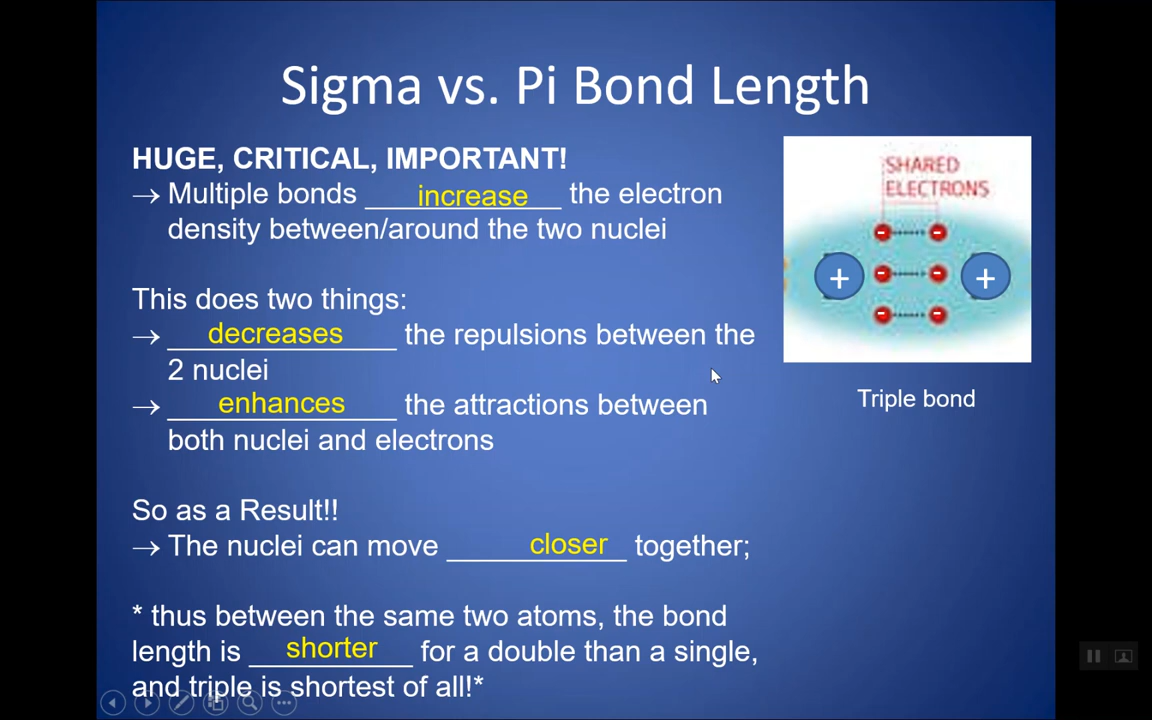 Sigma vs. Pi Bond Length
HUGE, CRITICAL, IMPORTANT!
→ Multiple bonds increase the electron
density between/around the two nuclei
This does two things:
→ decreases the repulsions between the
2 nuclei
→ enhances the attractions between
both nuclei and electrons
So as a Result!!
→ The nuclei can move closer together;
* thus between the same two atoms, the bond
length is shorter for a double than a single,
and triple is shortest of all!*
SHARED
ELECTRONS
- -
+ - - +
- -
Triple bond